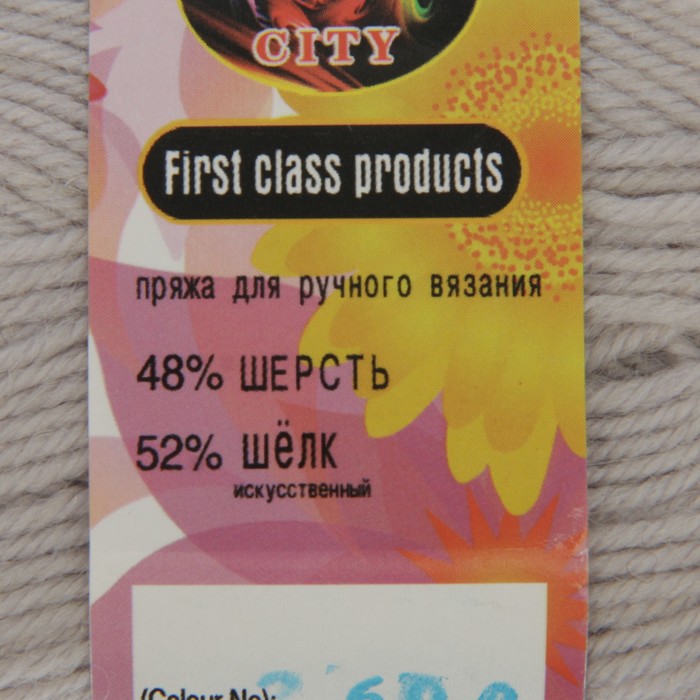 CITY
First class products
пряжа для ручного вязания
48% ШЕРСТЬ
52% ШЁЛК
искусственный
(Colour No):